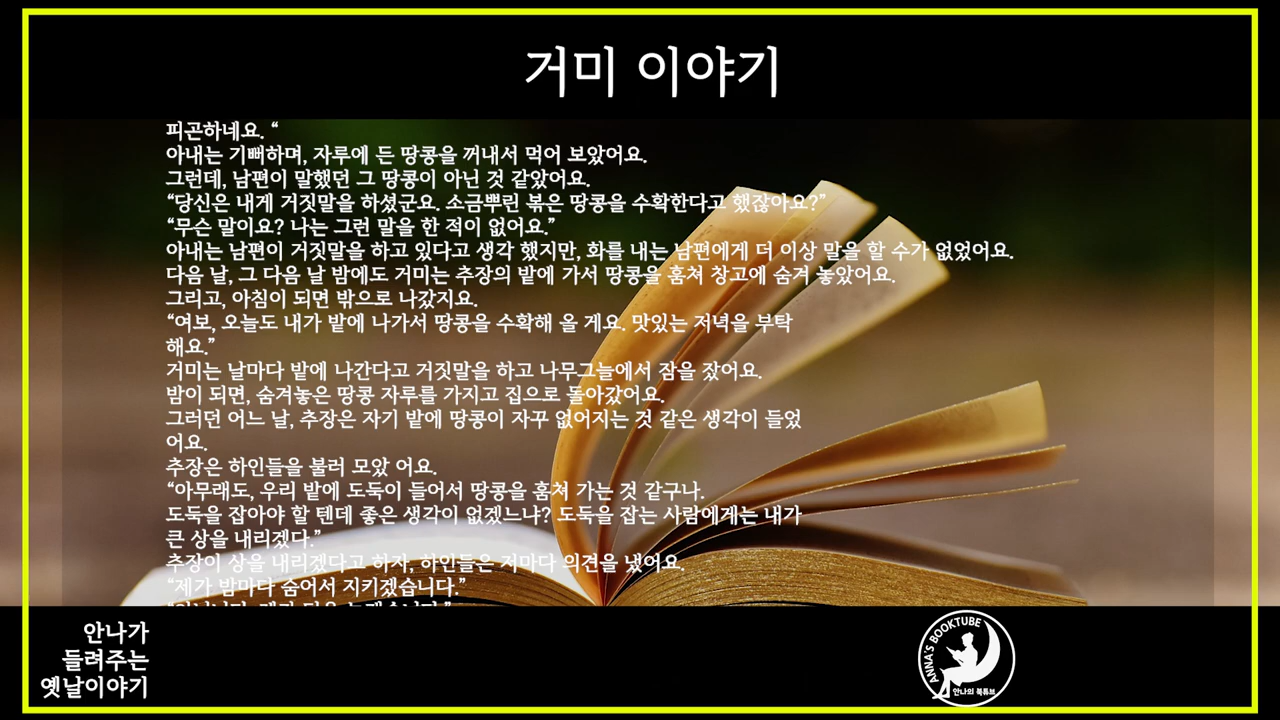 거미 이야기
피곤하네요. “
아내는 기뻐하며, 자루에 든 땅콩을 꺼내서 먹어 보았어요.
그런데, 남편이 말했던 그 땅콩이 아닌 것 같았어요.
“당신은 내게 거짓말을 하셨군요. 소금뿌린 볶은 땅콩을 수확한다고 했잖아요?”
“무슨 말이요? 나는 그런 말을 한 적이 없어요.”
아내는 남편이 거짓말을 하고 있다고 생각 했지만, 화를 내는 남편에게 더 이상 말을 할 수가 없었어요.
다음 날, 그 다음 날 밤에도 거미는 추장의 밭에 가서 땅콩을 훔쳐 창고에 숨겨 놓았어요.
그리고, 아침이 되면 밖으로 나갔지요.
“여보, 오늘도 내가 밭에 나가서 땅콩을 수확해 올 게요. 맛있는 저녁을 부탁
해요.”
거미는 날마다 밭에 나간다고 거짓말을 하고 나무그늘에서 잠을 잤어요.
밤이 되면, 숨겨놓은 땅콩 자루를 가지고 집으로 돌아갔어요.
그러던 어느 날, 추장은 자기 밭에 땅콩이 자꾸 없어지는 것 같은 생각이 들었
어요.
추장은 하인들을 불러 모았 어요.
“아무래도, 우리 밭에 도둑이 들어서 땅콩을 훔쳐 가는 것 같구나.
도둑을 잡아야 할 텐데 좋은 생각이 없겠느냐? 도둑을 잡는 사람에게는 내가
큰 상을 내리겠다.”
추장이 상을 내리겠다고 하자, 하인들은 저마다 의견을 냈어요.
“제가 밤마다 숨어서 지키겠습니다.”
안나가
들려주는
옛날이야기
ANNA'S BOOKTUBE
안나의 북튜브